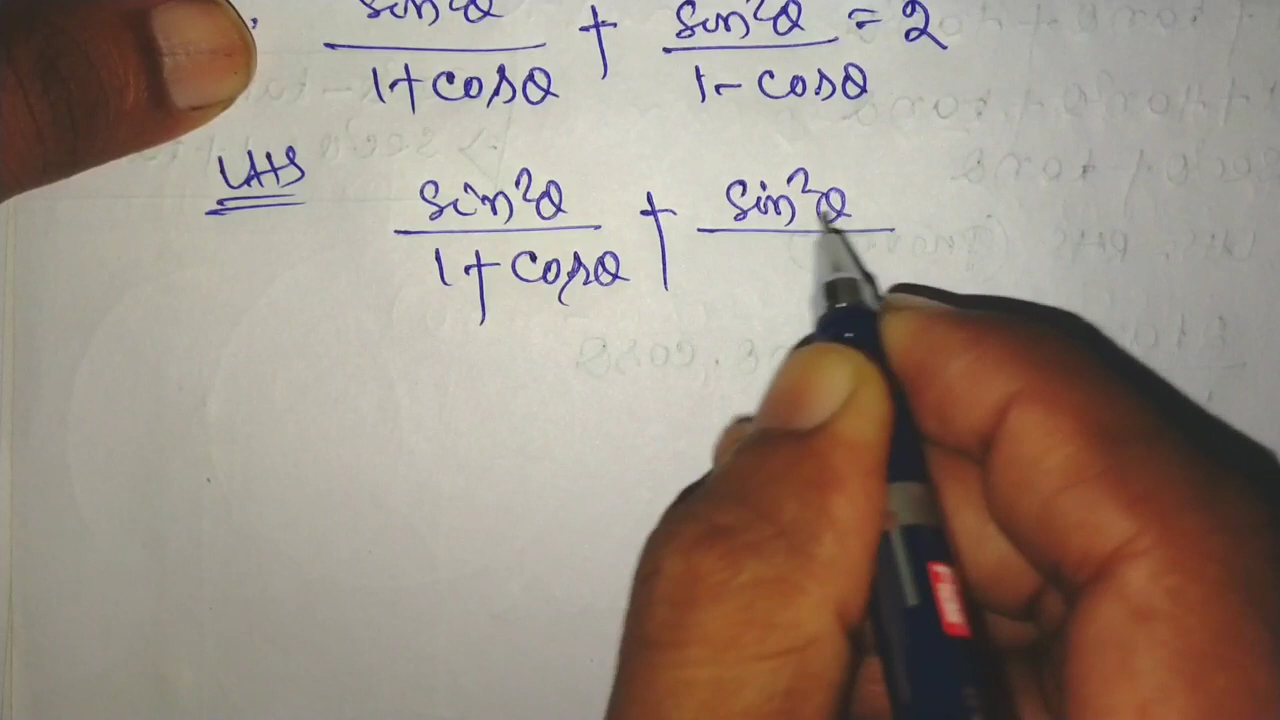 sin²θ/1+cosθ + sin²θ/1-cosθ = 2
LHS
sin²θ/1+cosθ + sin²θ